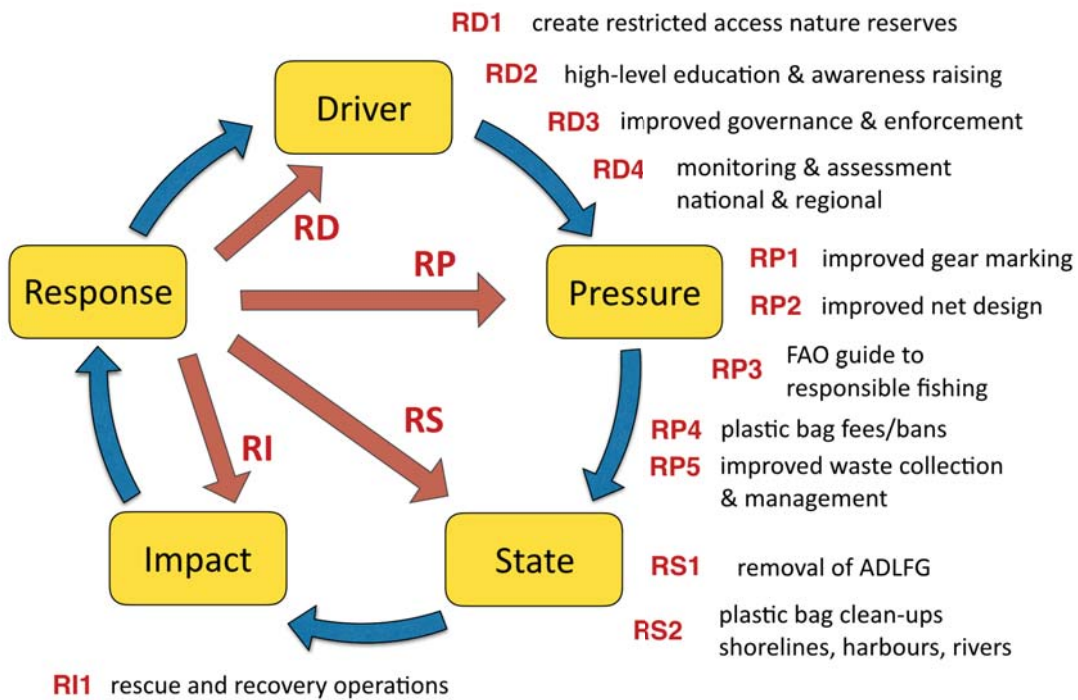 RD1 create restricted access nature reserves
RD2 high-level education & awareness raising
Driver
RD3 improved governance & enforcement
RD4 monitoring & assessment
national & regional
RD
RP
RP1 improved gear marking
Response
Pressure
RP2 improved net design
RP3 FAO guide to
responsible fishing
RS
RP4 plastic bag fees/bans
RI
RP5 improved waste collection
& management
Impact
State
RS1 removal of ADLFG
RS2 plastic bag clean-ups
shorelines, harbours, rivers
RI1 rescue and recovery operations